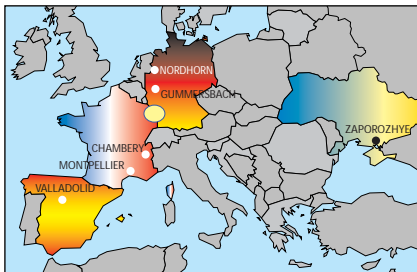 NORDHORN
GUMMERSBACH
ZAPOROZHYE
CHAMBERY
MONTPELLIER
VALLADOLID